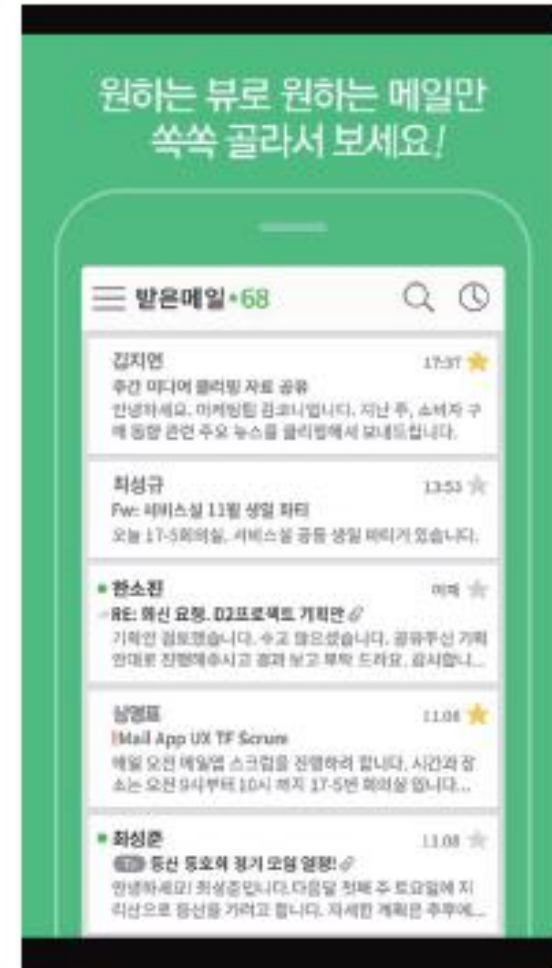 원하는 뷰로 원하는 메일만
쏙쏙 골라서 보세요!
받은메일 68
김지연 17:37
주간 미디어 클리핑 자료 공유
안녕하세요. 마케팅팀 김코니입니다. 지난 주, 소비자 구
매 동향 관련 주요 뉴스를 클리핑해서 보내드립니다.
최성규 13:53
Fw: 서비스실 11월 생일 파티
오늘 17-5회의실, 서비스실 공동 생일 파티가 있습니다.
한소진 어제
RE: 회신 요청. D2프로젝트 기획안
기획안 검토했습니다. 수고 많으셨습니다. 공유주신 기획
안대로 진행해주시고 결과 보고 부탁 드려요. 감사합니...
심명표 11.08
!Mail App UX TF Scrum
매일 오전 메일앱 스크럼을 진행하려 합니다. 시간과 장
소는 오전 9시부터 10시 까지 17-5번 회의실 입니다...
최성준 11.08
To 등산 동호회 정기 모임 일정!
안녕하세요! 최성준입니다.다음달 첫째 주 토요일에 지
리산으로 등산을 가려고 합니다. 자세한 계획은 추후에...